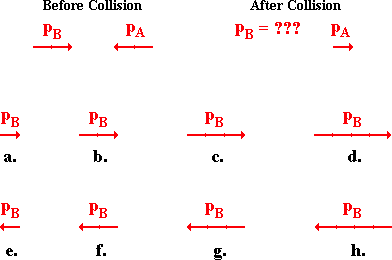 Before Collision After Collision
pB pA pB = ??? pA
pB pB pB pB
a. b. c. d.
pB pB pB pB
e. f. g. h.